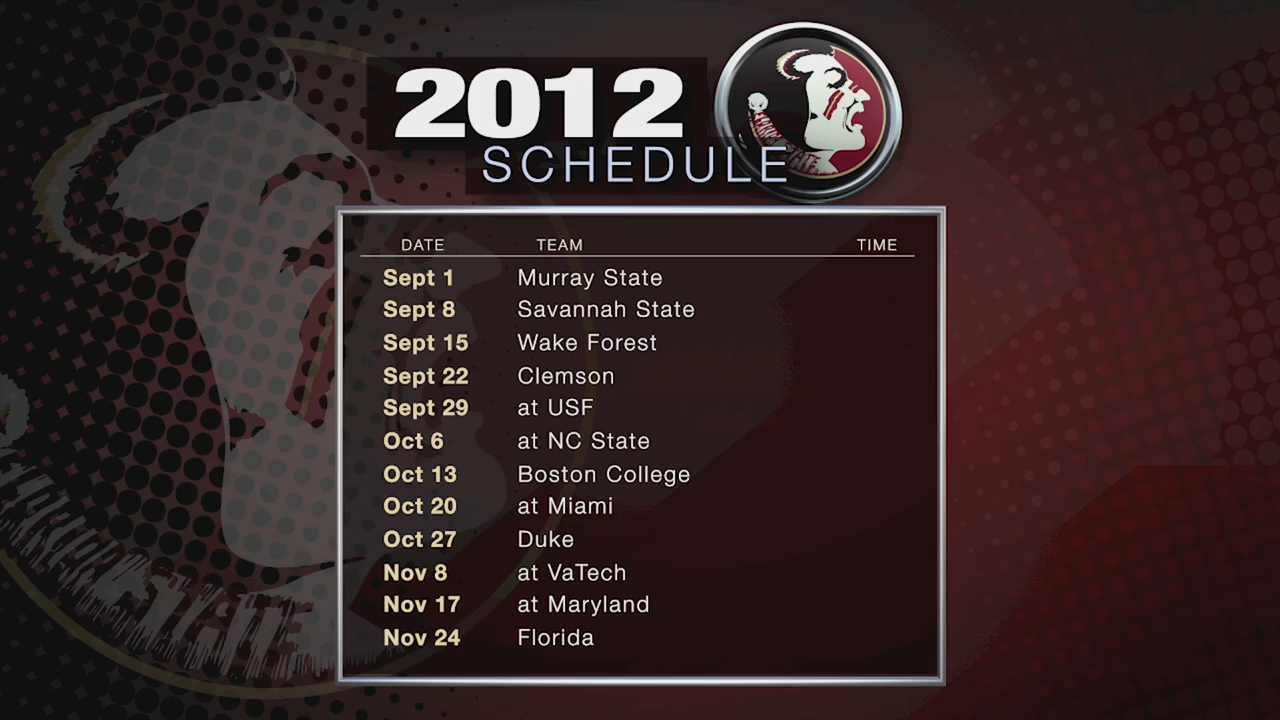 2012
SCHEDULE
DATE TEAM TIME
Sept 1 Murray State
Sept 8 Savannah State
Sept 15 Wake Forest
Sept 22 Clemson
Sept 29 at USF
Oct 6 at NC State
Oct 13 Boston College
Oct 20 at Miami
Oct 27 Duke
Nov 8 at VaTech
Nov 17 at Maryland
Nov 24 Florida